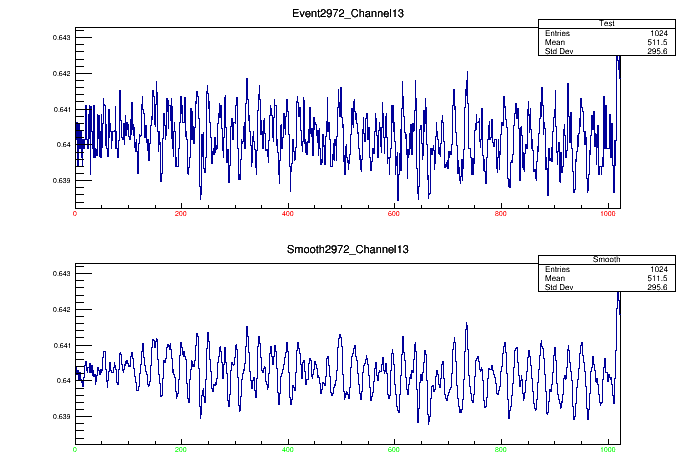 Event2972_Channel13
Test
Entries 1024
Mean 511.5
Std Dev 295.6
0.643
0.642
0.641
0.64
0.639
0 200 400 600 800 1000
Smooth2972_Channel13
Smooth
Entries 1024
Mean 511.5
Std Dev 295.6
0.643
0.642
0.641
0.64
0.639
0 200 400 600 800 1000